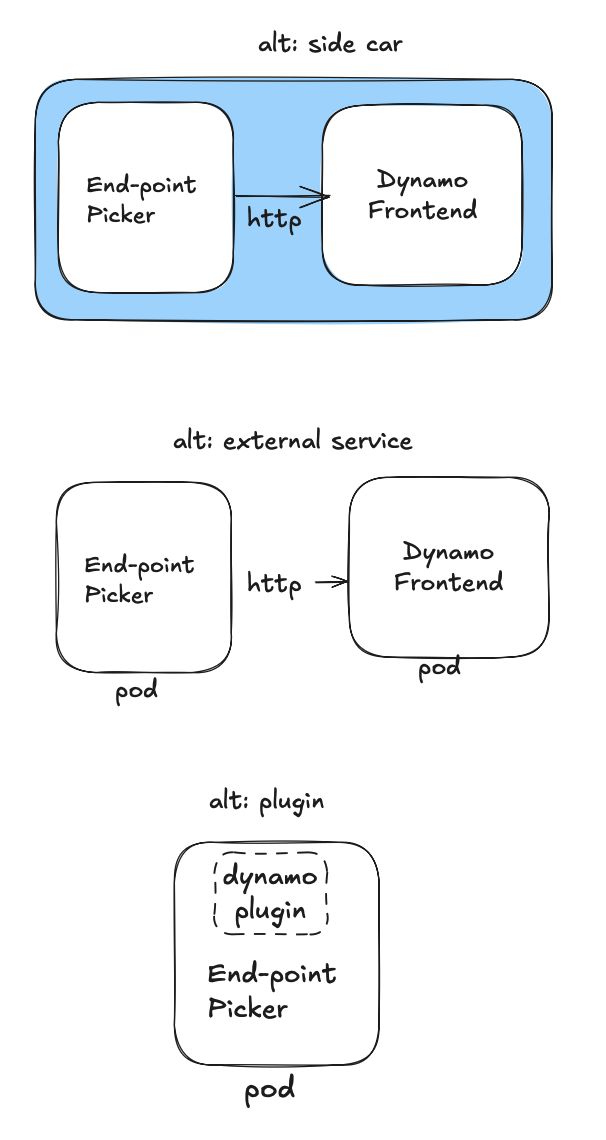 alt: side car
End-point
Picker
http
Dynamo
Frontend
alt: external service
End-point
Picker
http
Dynamo
Frontend
pod
pod
alt: plugin
dynamo
plugin
End-point
Picker
pod